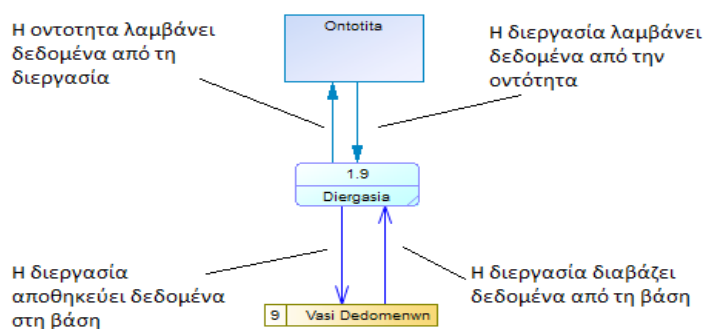 Η οντοτητα λαμβάνει
δεδομένα από τη
διεργασία
Ontotita
Η διεργασία λαμβάνει
δεδομένα από την
οντότητα
1.9
Diergasia
Η διεργασία
αποθηκεύει δεδομένα
στη βάση
Η διεργασία διαβάζει
δεδομένα από τη βάση
9 Vasi Dedomenwn